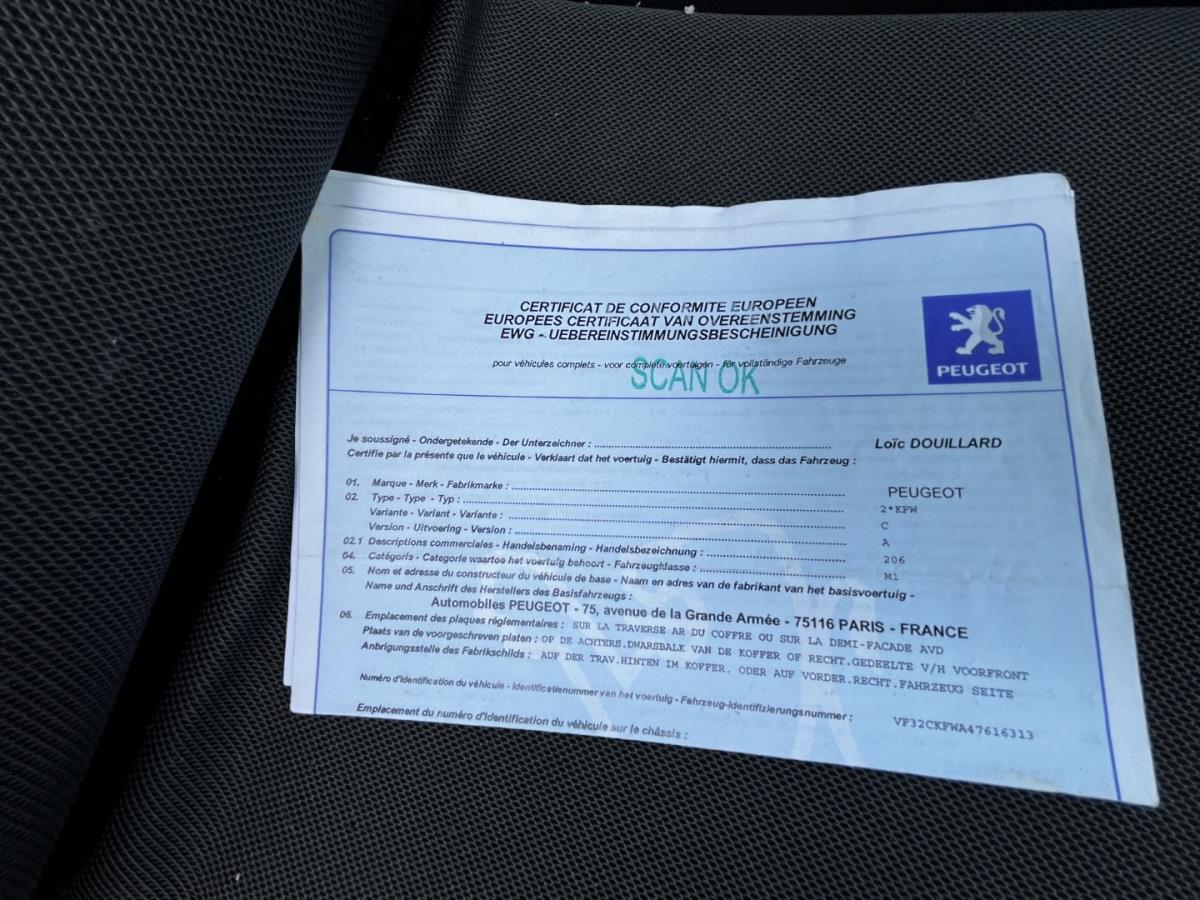 CERTIFICAT DE CONFORMITE EUROPEEN
EUROPEES CERTIFICAAT VAN OVEREENSTEMMING
EWG - UEBEREINSTIMMUNGSBESCHEINIGUNG
pour véhicules complets - voor complete voertuigen - für vollständige Fahrzeuge
SCAN OK
PEUGEOT
Je soussigné - Ondergetekende - Der Unterzeichner : Loïc DOUILLARD
Certifie par la présente que le véhicule - Verklaart dat het voertuig - Bestätigt hiermit, dass das Fahrzeug :
01. Marque - Merk - Fabrikmarke : PEUGEOT
02. Type - Type - Typ : 2*KFW
Variante - Variant - Variante : C
Version - Uitvoering - Version : A
02.1 Descriptions commerciales - Handelsbenaming - Handelsbezeichnung : 206
04. Catégorie - Categorie waartoe het voertuig behoort - Fahrzeugklasse : M1
05. Nom et adresse du constructeur du véhicule de base - Naam en adres van de fabrikant van het basisvoertuig -
Name und Anschrift des Herstellers des Basisfahrzeugs :
Automobiles PEUGEOT - 75, avenue de la Grande Armée - 75116 PARIS - FRANCE
06. Emplacement des plaques réglementaires : SUR LA TRAVERSE AR DU COFFRE OU SUR LA DEMI-FACADE AVD
Plaats van de voorgeschreven platen : OP DE ACHTERS.DWARSBALK VAN DE KOFFER OF RECHT.GEDEELTE V/H VOORFRONT
Anbrigungsstelle des Fabrikschilds : AUF DER TRAV.HINTEN IM KOFFER. ODER AUF VORDER.RECHT.FAHRZEUG SEITE
Numéro d'identification du véhicule - Identificatienummer van het voertuig - Fahrzeug-Identifizierungsnummer : VF32CKFWA47616313
Emplacement du numéro d'identification du véhicule sur le châssis :